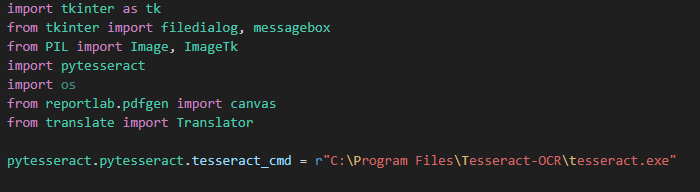 import tkinter as tk
from tkinter import filedialog, messagebox
from PIL import Image, ImageTk
import pytesseract
import os
from reportlab.pdfgen import canvas
from translate import Translator
pytesseract.pytesseract.tesseract_cmd = r"C:\Program Files\Tesseract-OCR\tesseract.exe"